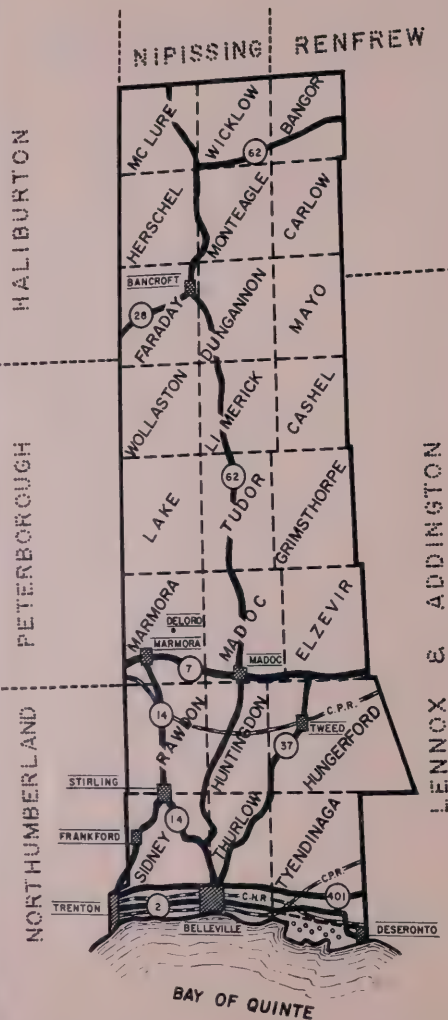 NIPISSING
RENFREW
HALIBURTON
MC LURE
WICKLOW
BANGOR
62
HERSCHEL
MONTEAGLE
CARLOW
BANCROFT
28
FARADAY
DUNGANNON
MAYO
WOLLASTON
LIMERICK
CASHEL
62
PETERBOROUGH
LAKE
TUDOR
GRIMSTHORPE
LENNOX & ADDINGTON
MARMORA
DELORO
MARMORA
7
MADOC
MADOC
ELZEVIR
NORTHUMBERLAND
14
RAWDON
HUNTINGDON
C.P.R.
TWEED
37
HUNGERFORD
STIRLING
14
FRANKFORD
SIDNEY
THURLOW
TYENDINAGA
C.P.R.
TRENTON
2
C.N.R.
401
BELLEVILLE
DESERONTO
BAY OF QUINTE